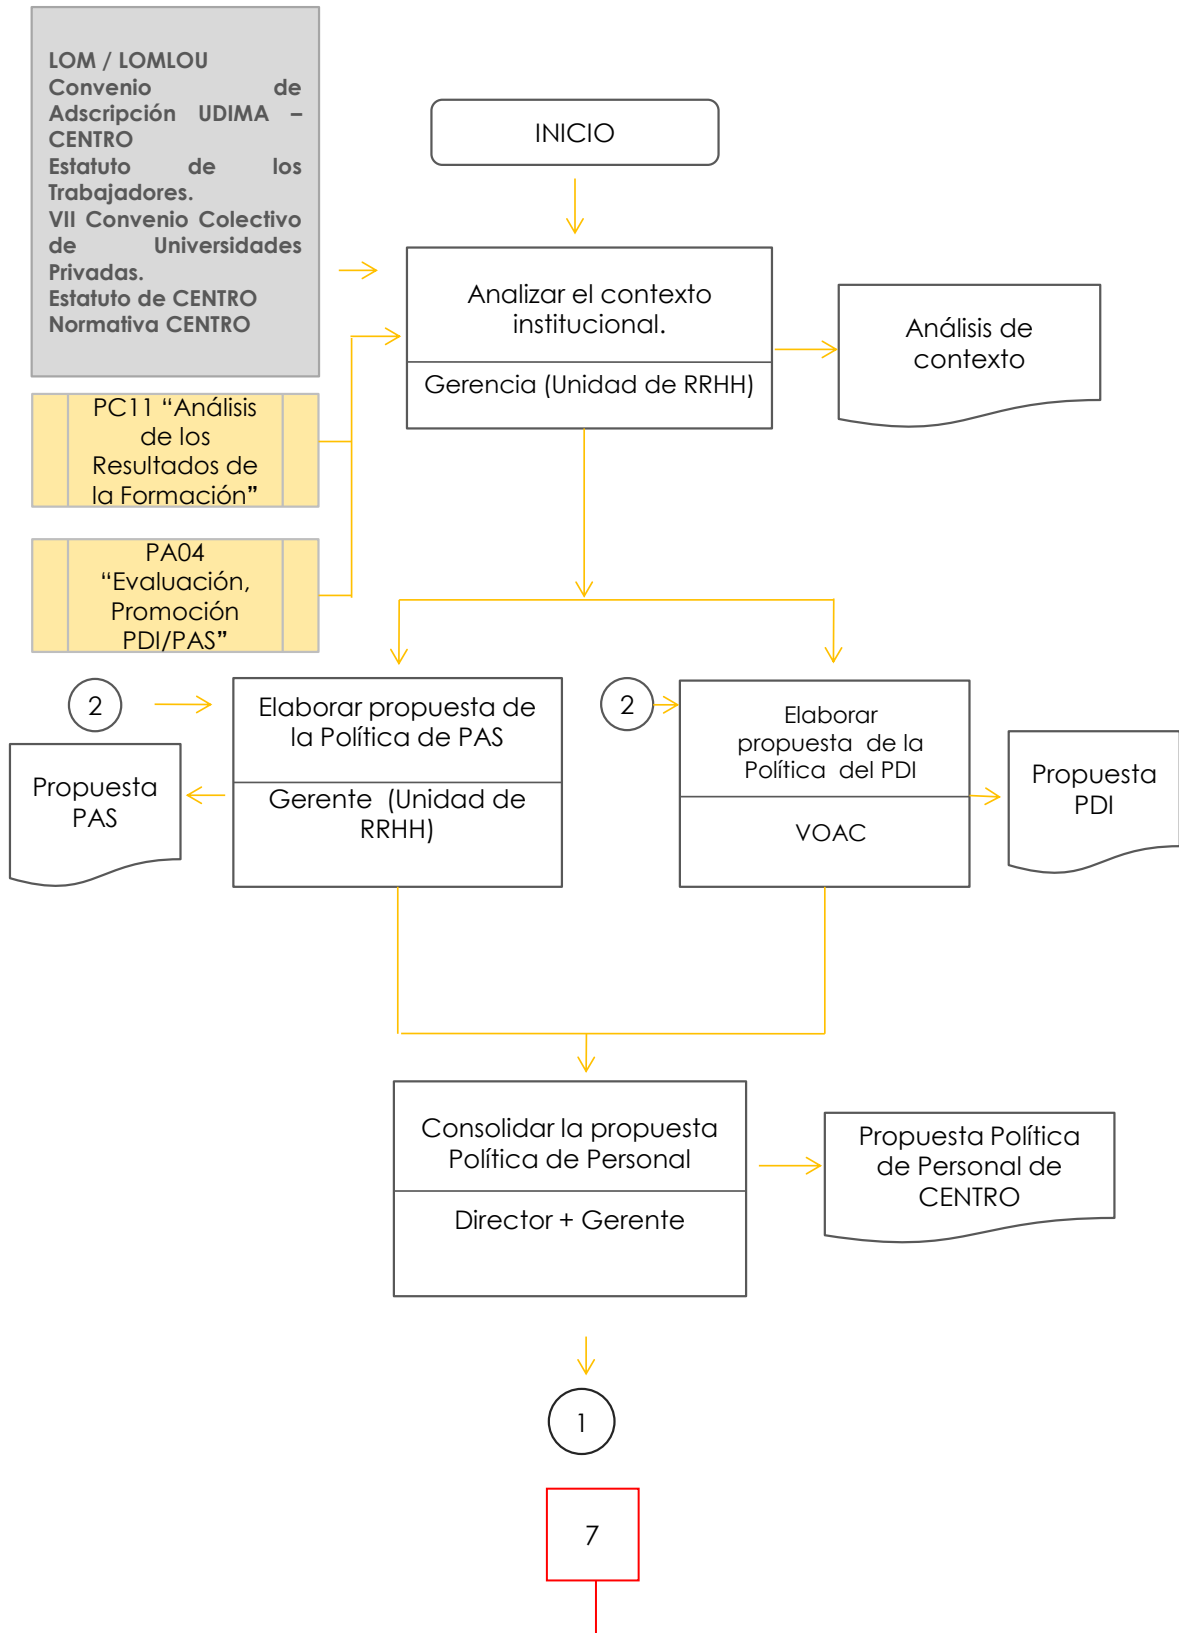 LOM / LOMLOU
Convenio de
Adscripción UDIMA –
CENTRO
Estatuto de los
Trabajadores.
VII Convenio Colectivo
de Universidades
Privadas.
Estatuto de CENTRO
Normativa CENTRO
INICIO
Analizar el contexto
institucional.
Gerencia (Unidad de RRHH)
Análisis de
contexto
PC11 “Análisis
de los
Resultados de
la Formación”
PA04
“Evaluación,
Promoción
PDI/PAS”
2
Elaborar propuesta de
la Política de PAS
Gerente (Unidad de
RRHH)
Propuesta
PAS
2
Elaborar
propuesta de la
Política del PDI
VOAC
Propuesta
PDI
Consolidar la propuesta
Política de Personal
Director + Gerente
Propuesta Política
de Personal de
CENTRO
1
7